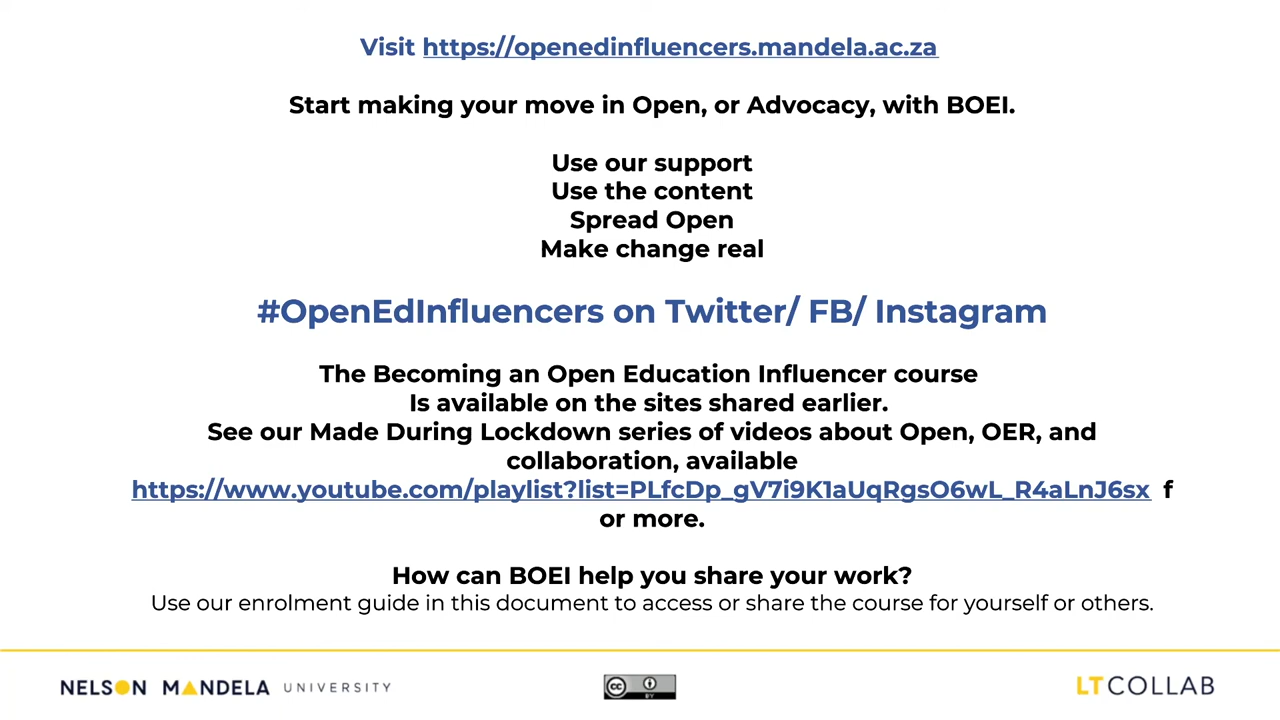 Visit https://openedinfluencers.mandela.ac.za
Start making your move in Open, or Advocacy, with BOEI.
Use our support
Use the content
Spread Open
Make change real
#OpenEdInfluencers on Twitter/ FB/ Instagram
The Becoming an Open Education Influencer course
Is available on the sites shared earlier.
See our Made During Lockdown series of videos about Open, OER, and
collaboration, available
https://www.youtube.com/playlist?list=PLfcDp_gV7i9K1aUqRgsO6wL_R4aLnJ6sx f
or more.
How can BOEI help you share your work?
Use our enrolment guide in this document to access or share the course for yourself or others.
NELSON MANDELA UNIVERSITY
cc BY
LTCOLLAB